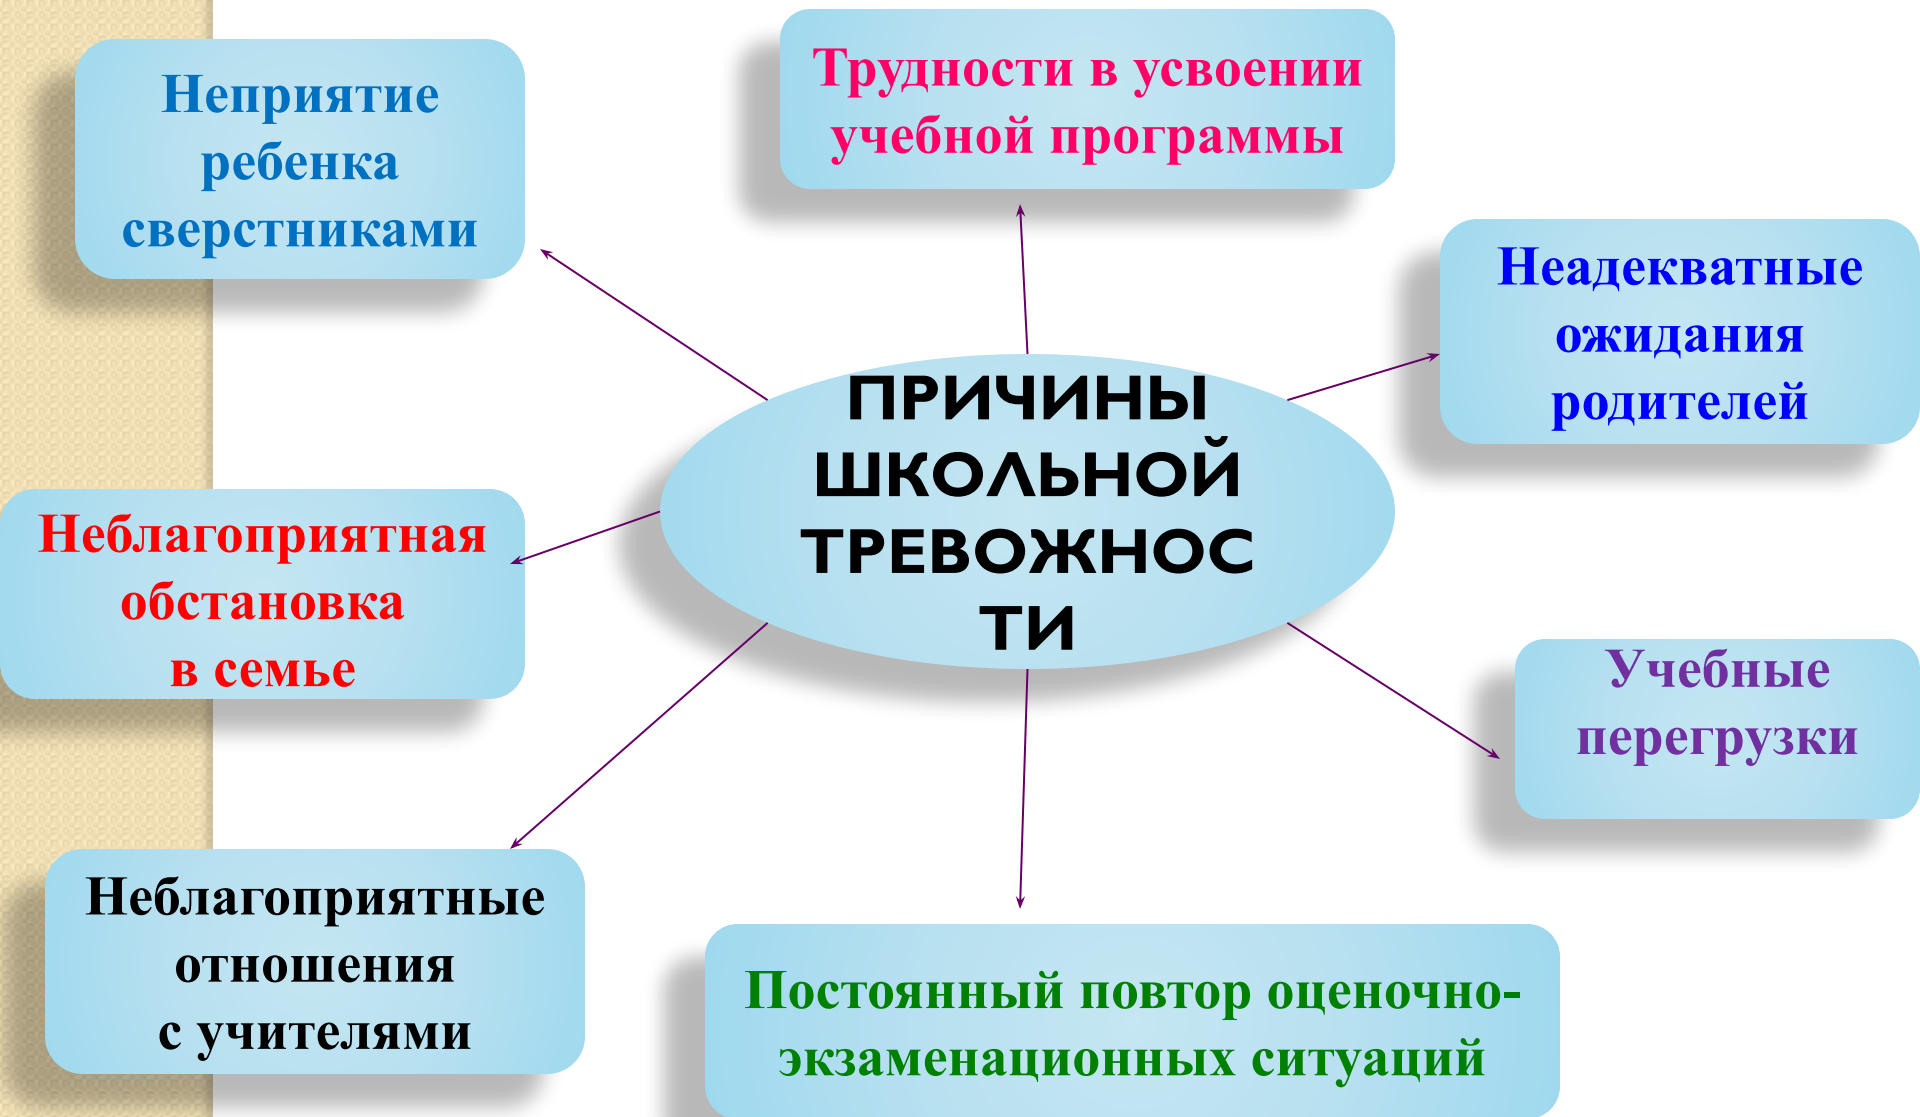 Неприятие
ребенка
сверстниками
Трудности в усвоении
учебной программы
Неадекватные
ожидания
родителей
ПРИЧИНЫ
ШКОЛЬНОЙ
ТРЕВОЖНОС
ТИ
Неблагоприятная
обстановка
в семье
Учебные
перегрузки
Неблагоприятные
отношения
с учителями
Постоянный повтор оценочно-
экзаменационных ситуаций